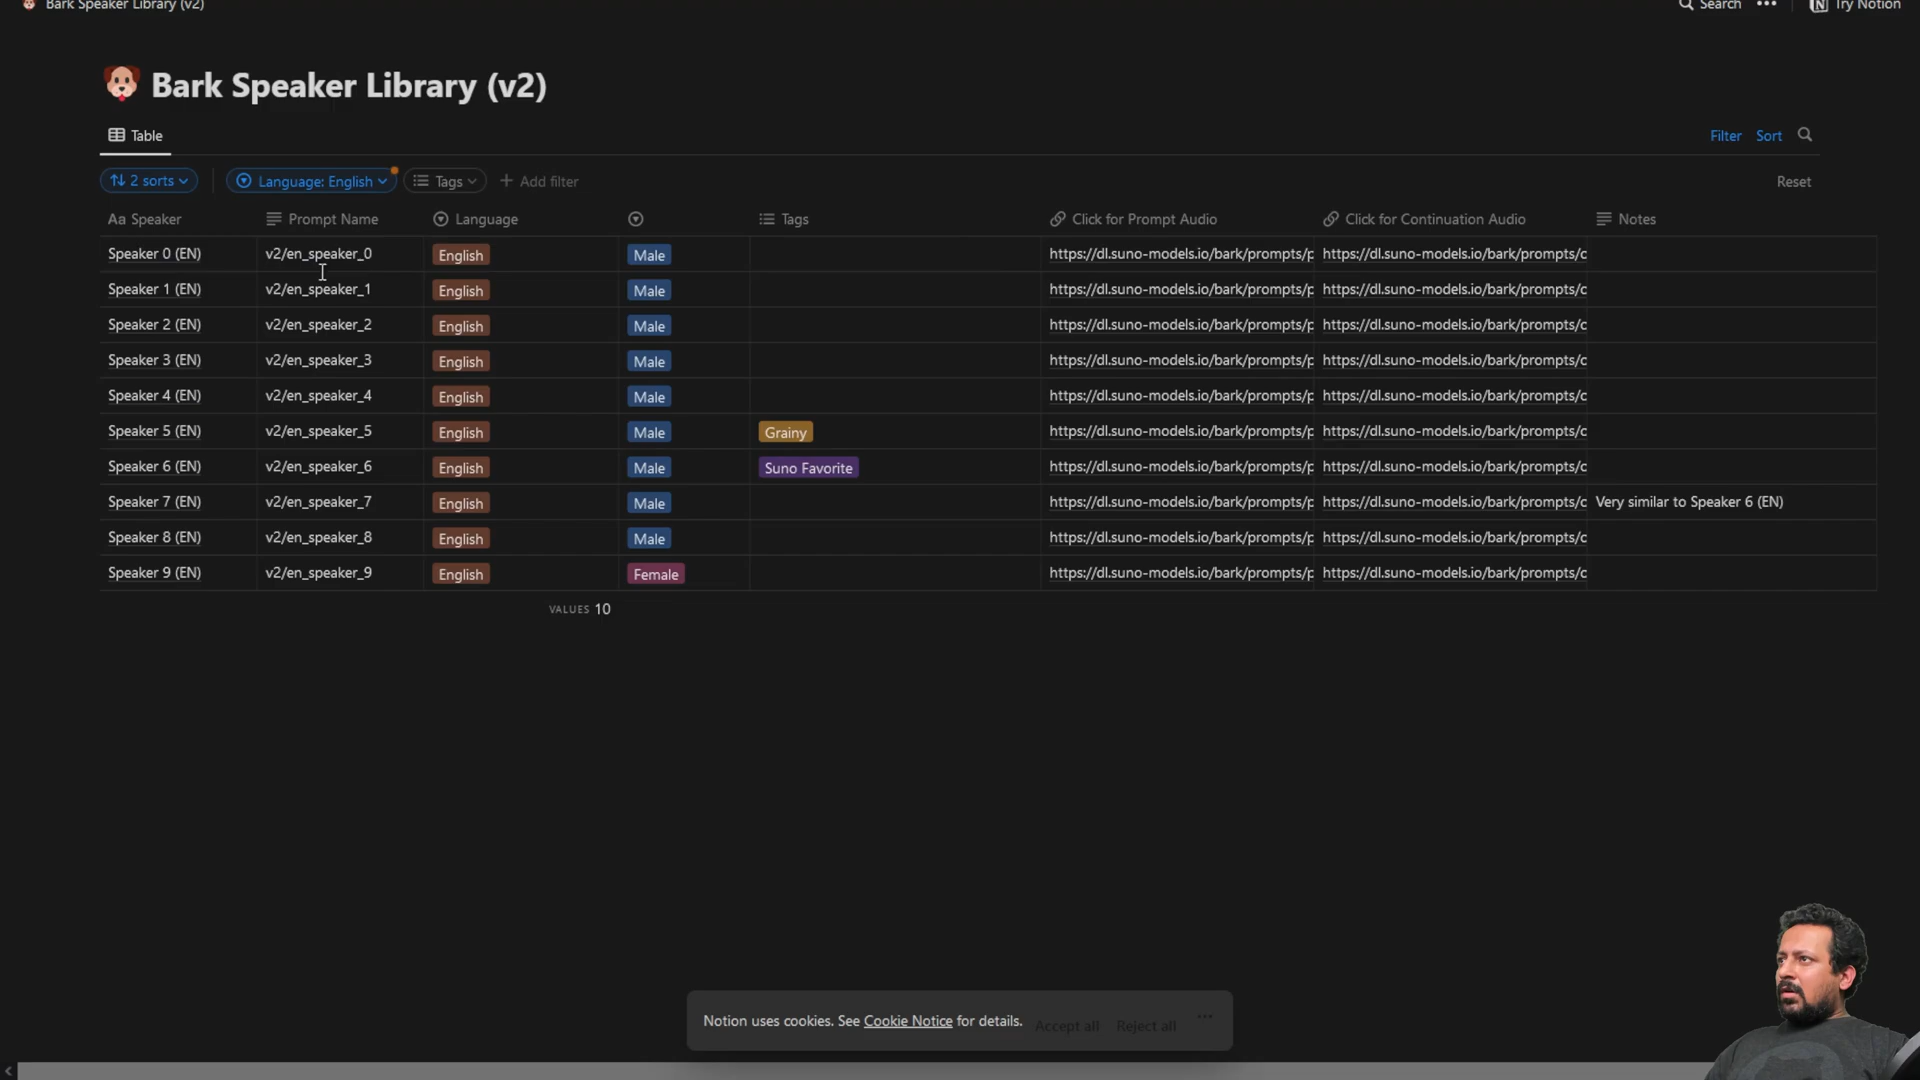 Bark Speaker Library (v2)
Search ••• Try Notion
Bark Speaker Library (v2)
Table
Filter Sort
2 sorts Language: English Tags + Add filter Reset
Aa Speaker Prompt Name Language Tags Click for Prompt Audio Click for Continuation Audio Notes
Speaker 0 (EN) v2/en_speaker_0 English Male https://dl.suno-models.io/bark/prompts/p https://dl.suno-models.io/bark/prompts/c
Speaker 1 (EN) v2/en_speaker_1 English Male https://dl.suno-models.io/bark/prompts/p https://dl.suno-models.io/bark/prompts/c
Speaker 2 (EN) v2/en_speaker_2 English Male https://dl.suno-models.io/bark/prompts/p https://dl.suno-models.io/bark/prompts/c
Speaker 3 (EN) v2/en_speaker_3 English Male https://dl.suno-models.io/bark/prompts/p https://dl.suno-models.io/bark/prompts/c
Speaker 4 (EN) v2/en_speaker_4 English Male https://dl.suno-models.io/bark/prompts/p https://dl.suno-models.io/bark/prompts/c
Speaker 5 (EN) v2/en_speaker_5 English Male Grainy https://dl.suno-models.io/bark/prompts/p https://dl.suno-models.io/bark/prompts/c
Speaker 6 (EN) v2/en_speaker_6 English Male Suno Favorite https://dl.suno-models.io/bark/prompts/p https://dl.suno-models.io/bark/prompts/c
Speaker 7 (EN) v2/en_speaker_7 English Male https://dl.suno-models.io/bark/prompts/p https://dl.suno-models.io/bark/prompts/c Very similar to Speaker 6 (EN)
Speaker 8 (EN) v2/en_speaker_8 English Male https://dl.suno-models.io/bark/prompts/p https://dl.suno-models.io/bark/prompts/c
Speaker 9 (EN) v2/en_speaker_9 English Female https://dl.suno-models.io/bark/prompts/p https://dl.suno-models.io/bark/prompts/c
VALUES 10
Notion uses cookies. See Cookie Notice for details. Accept all Reject all •••